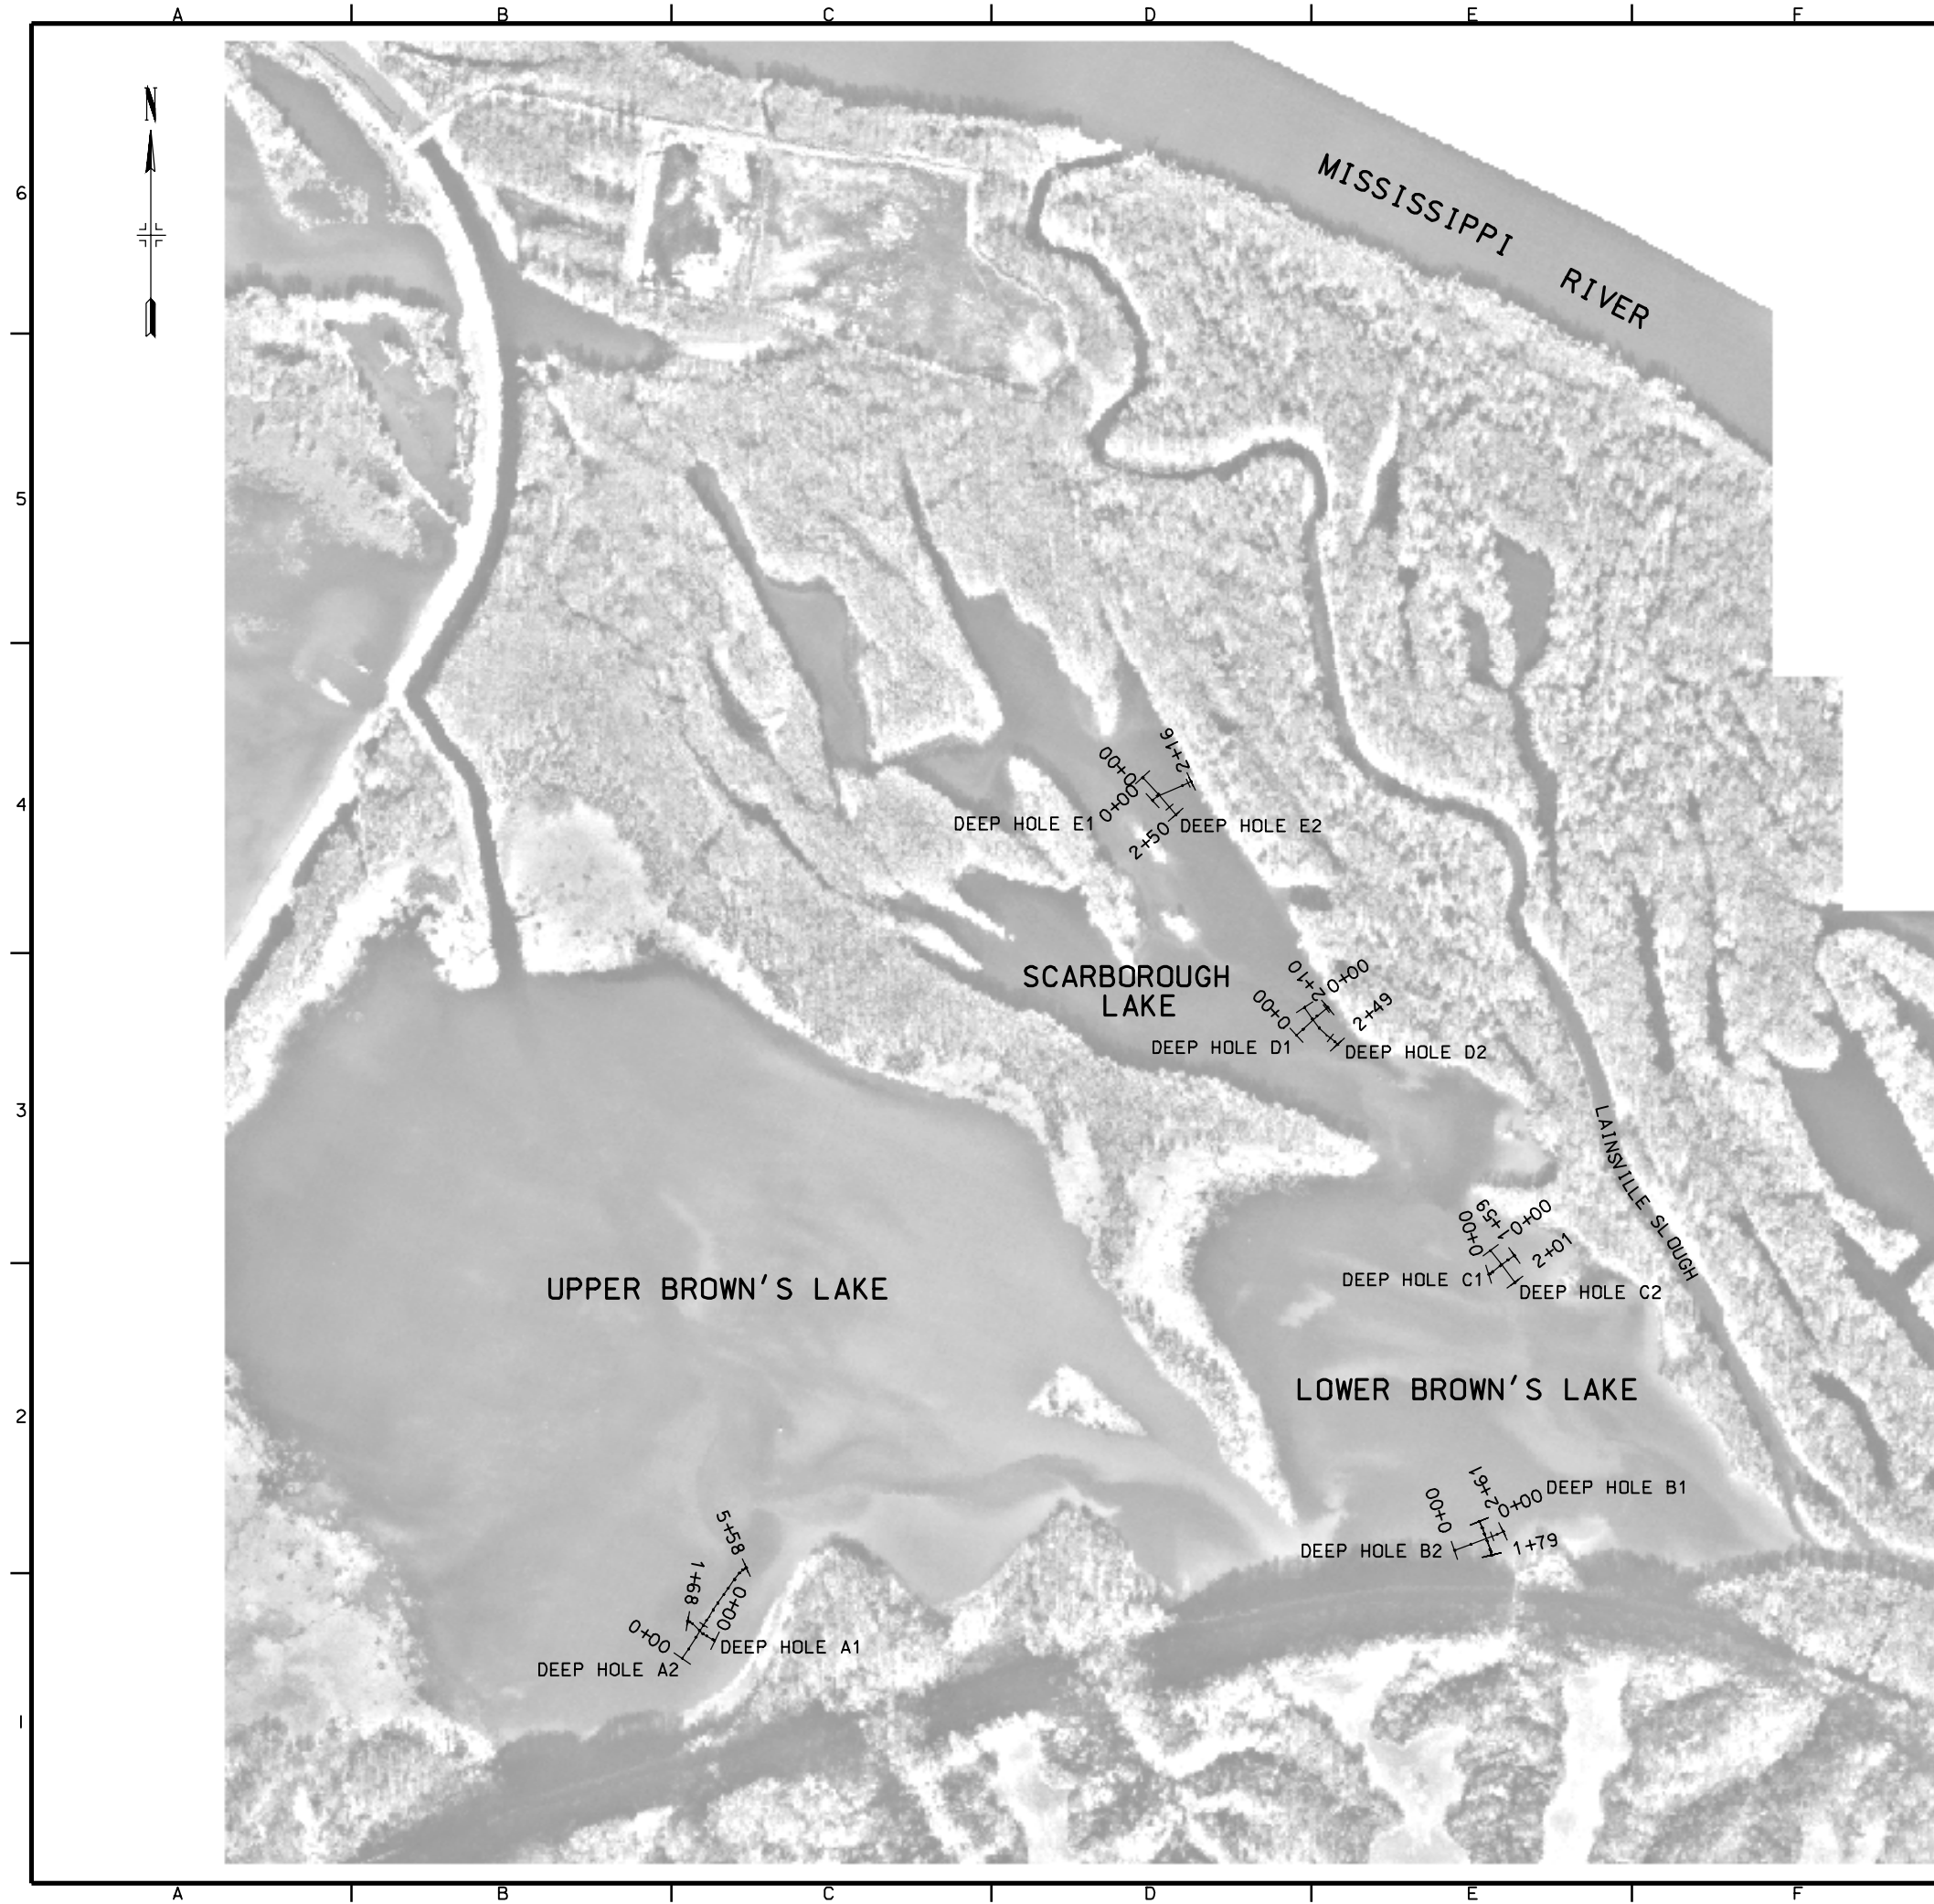 A B C D E F
N
6
MISSISSIPPI RIVER
5
2+16
0+00
0+00
4
DEEP HOLE E1
DEEP HOLE E2
2+50
SCARBOROUGH
LAKE
2+10
0+00
0+00
2+49
DEEP HOLE D1
DEEP HOLE D2
3
LAINSVILLE SLOUGH
1+59
0+00
0+00
2+01
DEEP HOLE C1
DEEP HOLE C2
UPPER BROWN'S LAKE
LOWER BROWN'S LAKE
2
2+61
0+00
0+00
DEEP HOLE B1
DEEP HOLE B2
1+79
5+58
1+68
0+00
0+00
DEEP HOLE A1
DEEP HOLE A2
1
A B C D E F